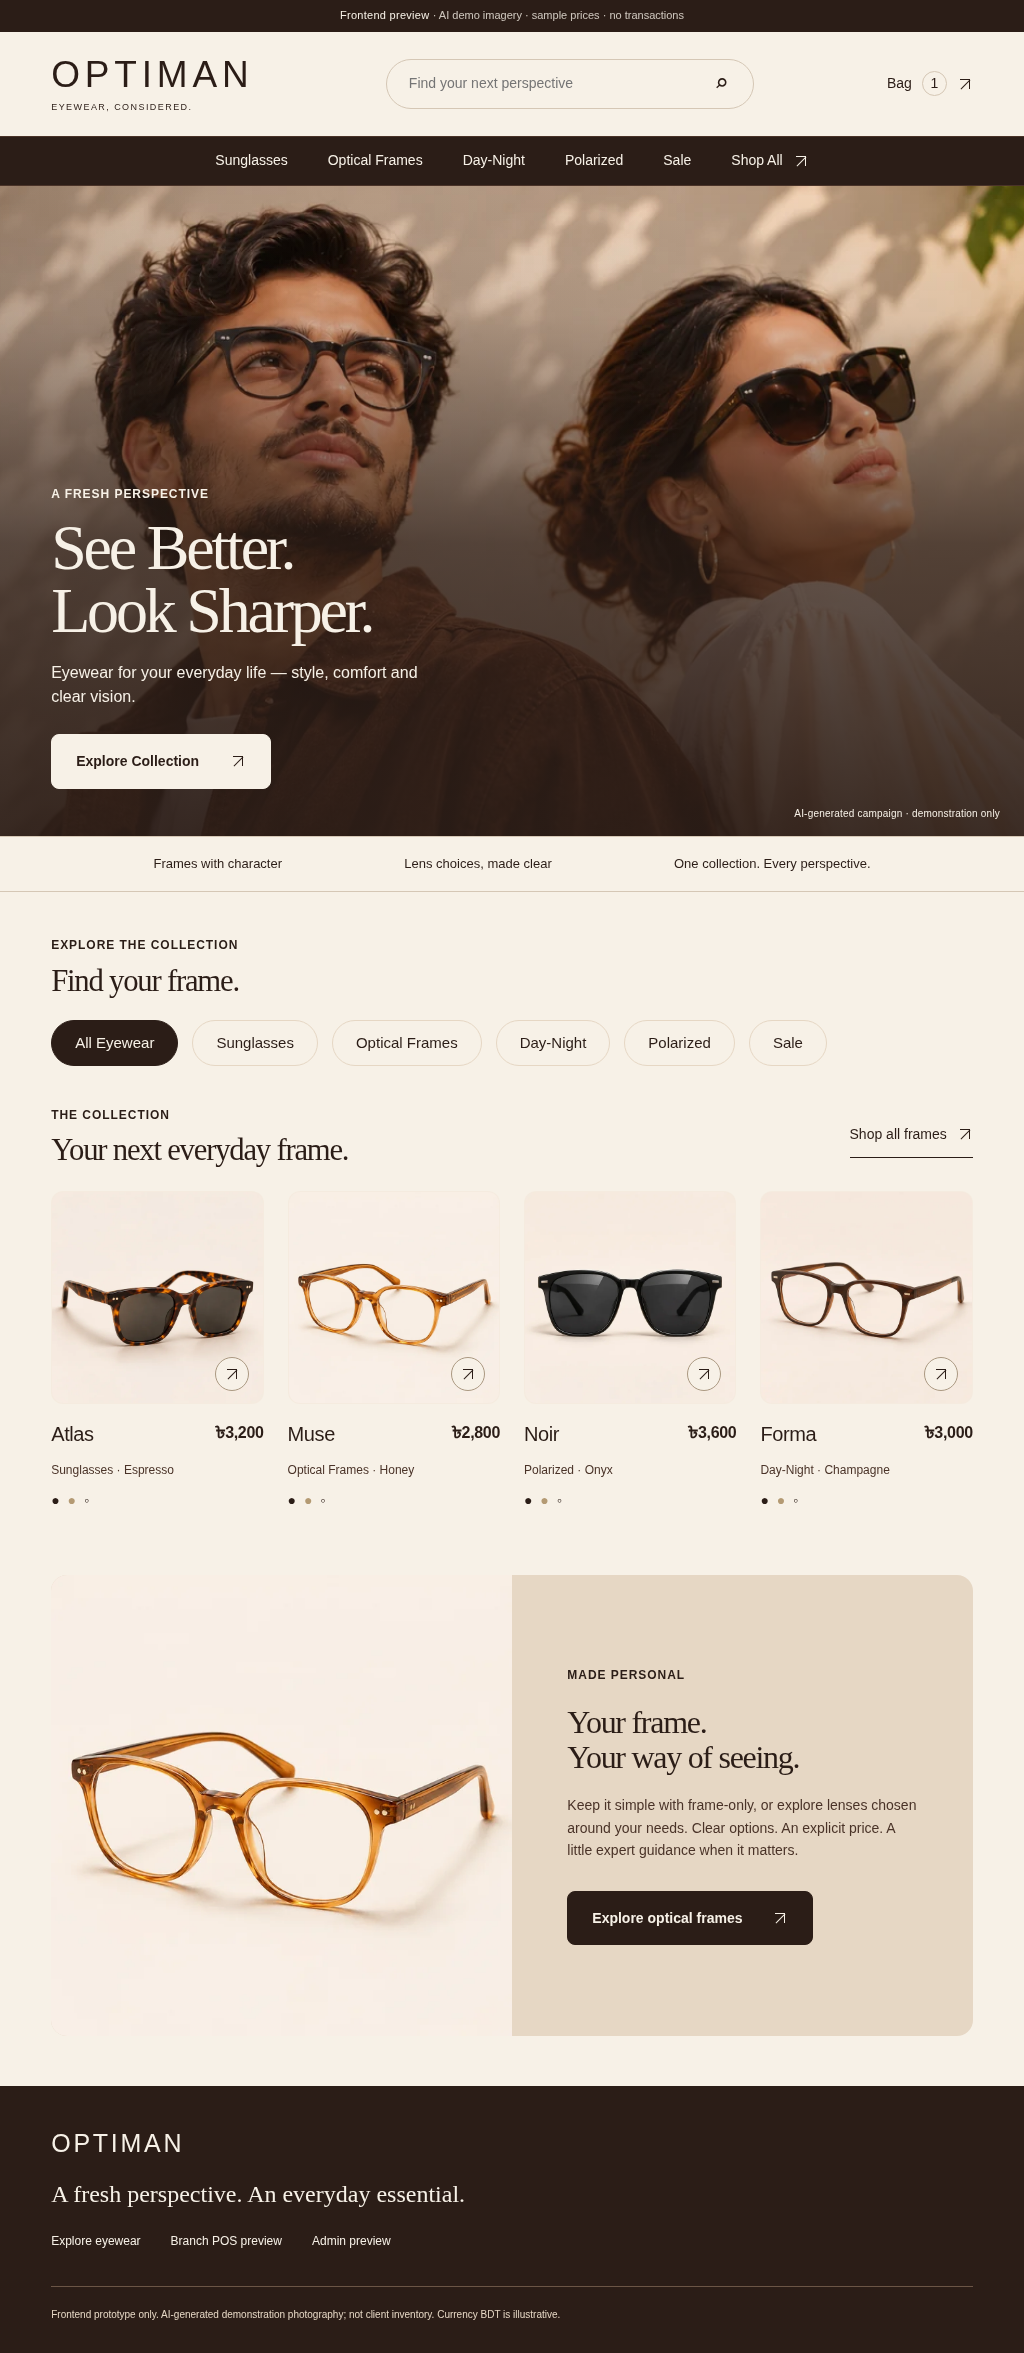 Frontend preview · AI demo imagery · sample prices · no transactions
OPTIMAN
EYEWEAR, CONSIDERED.
Find your next perspective
Bag 1
Sunglasses Optical Frames Day-Night Polarized Sale Shop All
A FRESH PERSPECTIVE
See Better.
Look Sharper.
Eyewear for your everyday life — style, comfort and
clear vision.
Explore Collection
AI-generated campaign · demonstration only
Frames with character Lens choices, made clear One collection. Every perspective.
EXPLORE THE COLLECTION
Find your frame.
All Eyewear Sunglasses Optical Frames Day-Night Polarized Sale
THE COLLECTION
Your next everyday frame.
Shop all frames
Atlas ৳3,200 Muse ৳2,800 Noir ৳3,600 Forma ৳3,000
Sunglasses · Espresso Optical Frames · Honey Polarized · Onyx Day-Night · Champagne
MADE PERSONAL
Your frame.
Your way of seeing.
Keep it simple with frame-only, or explore lenses chosen
around your needs. Clear options. An explicit price. A
little expert guidance when it matters.
Explore optical frames
OPTIMAN
A fresh perspective. An everyday essential.
Explore eyewear Branch POS preview Admin preview
Frontend prototype only. AI-generated demonstration photography; not client inventory. Currency BDT is illustrative.